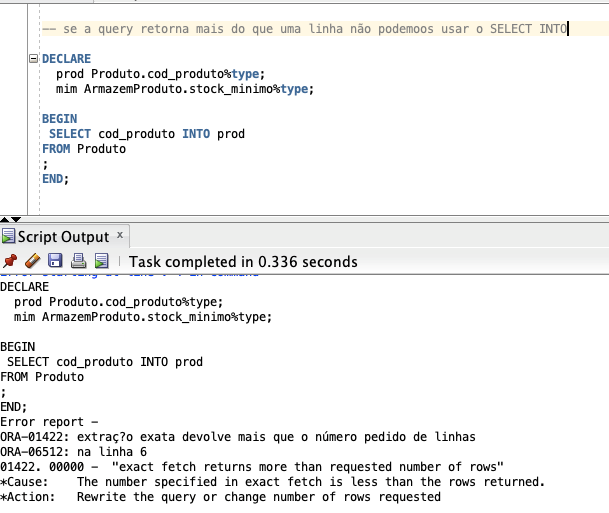 -- se a query retorna mais do que uma linha não podemoos usar o SELECT INTO
DECLARE
prod Produto.cod_produto%type;
mim ArmazemProduto.stock_minimo%type;
BEGIN
SELECT cod_produto INTO prod
FROM Produto
;
END;
Script Output x
Task completed in 0.336 seconds
DECLARE
prod Produto.cod_produto%type;
mim ArmazemProduto.stock_minimo%type;
BEGIN
SELECT cod_produto INTO prod
FROM Produto
;
END;
Error report -
ORA-01422: extraç?o exata devolve mais que o número pedido de linhas
ORA-06512: na linha 6
01422. 00000 - "exact fetch returns more than requested number of rows"
*Cause: The number specified in exact fetch is less than the rows returned.
*Action: Rewrite the query or change number of rows requested